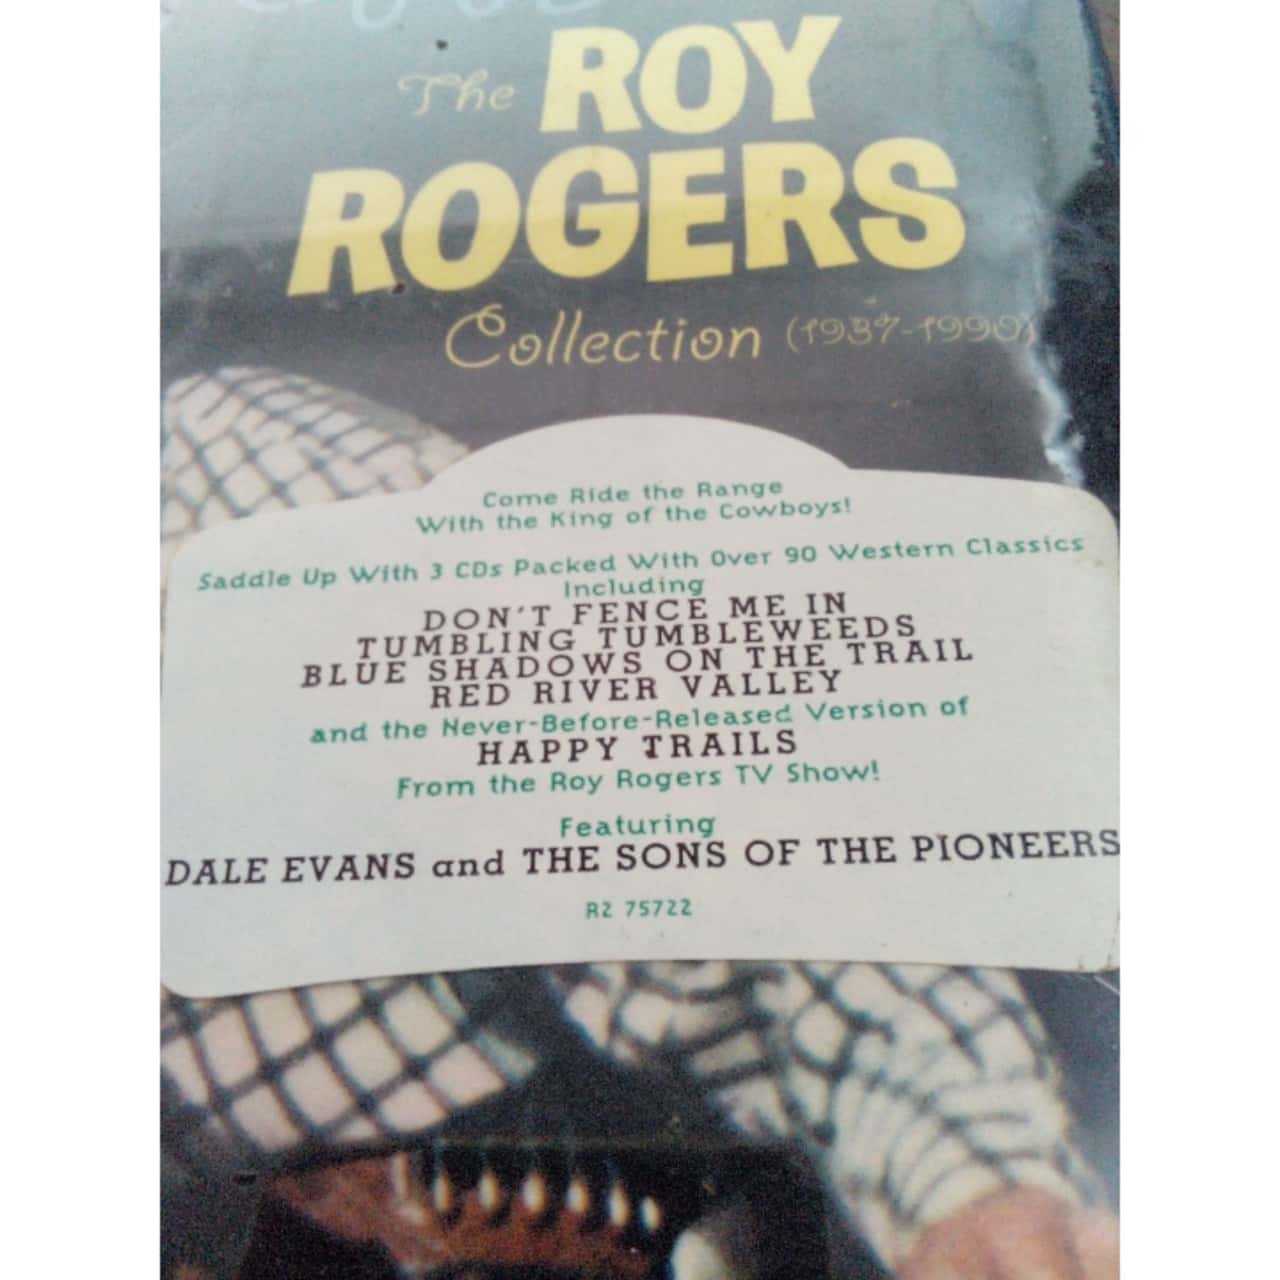 The ROY
ROGERS
Collection (1937-1990)
Come Ride the Range
With the King of the Cowboys!
Saddle Up With 3 CDs Packed With Over 90 Western Classics
Including
DON'T FENCE ME IN
TUMBLING TUMBLEWEEDS
BLUE SHADOWS ON THE TRAIL
RED RIVER VALLEY
and the Never-Before-Released Version of
HAPPY TRAILS
From the Roy Rogers TV Show!
Featuring
DALE EVANS and THE SONS OF THE PIONEERS
R2 75722